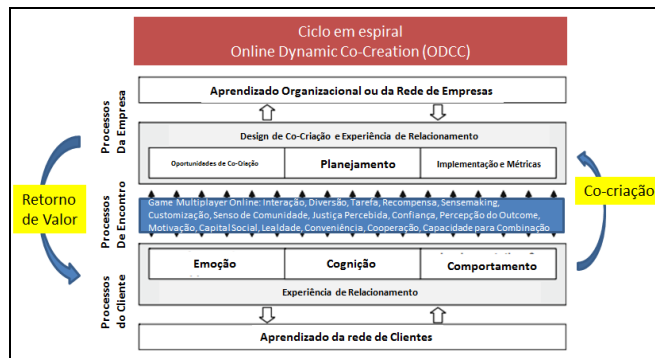 Ciclo em espiral
Online Dynamic Co-Creation (ODCC)
Aprendizado Organizacional ou da Rede de Empresas
Processos
Da Empresa
Design de Co-Criação e Experiência de Relacionamento
Oportunidades de Co-Criação
Planejamento
Implementação e Métricas
Retorno
de Valor
Co-criação
Processos
De Encontro
Game Multiplayer Online: Interação, Diversão, Tarefa, Recompensa, Sensemaking,
Customização, Senso de Comunidade, Justiça Percebida, Confiança, Percepção do Outcome,
Motivação, Capital Social, Lealdade, Conveniência, Cooperação, Capacidade para Combinação
Processos
do Cliente
Emoção
Cognição
Comportamento
Experiência de Relacionamento
Aprendizado da rede de Clientes